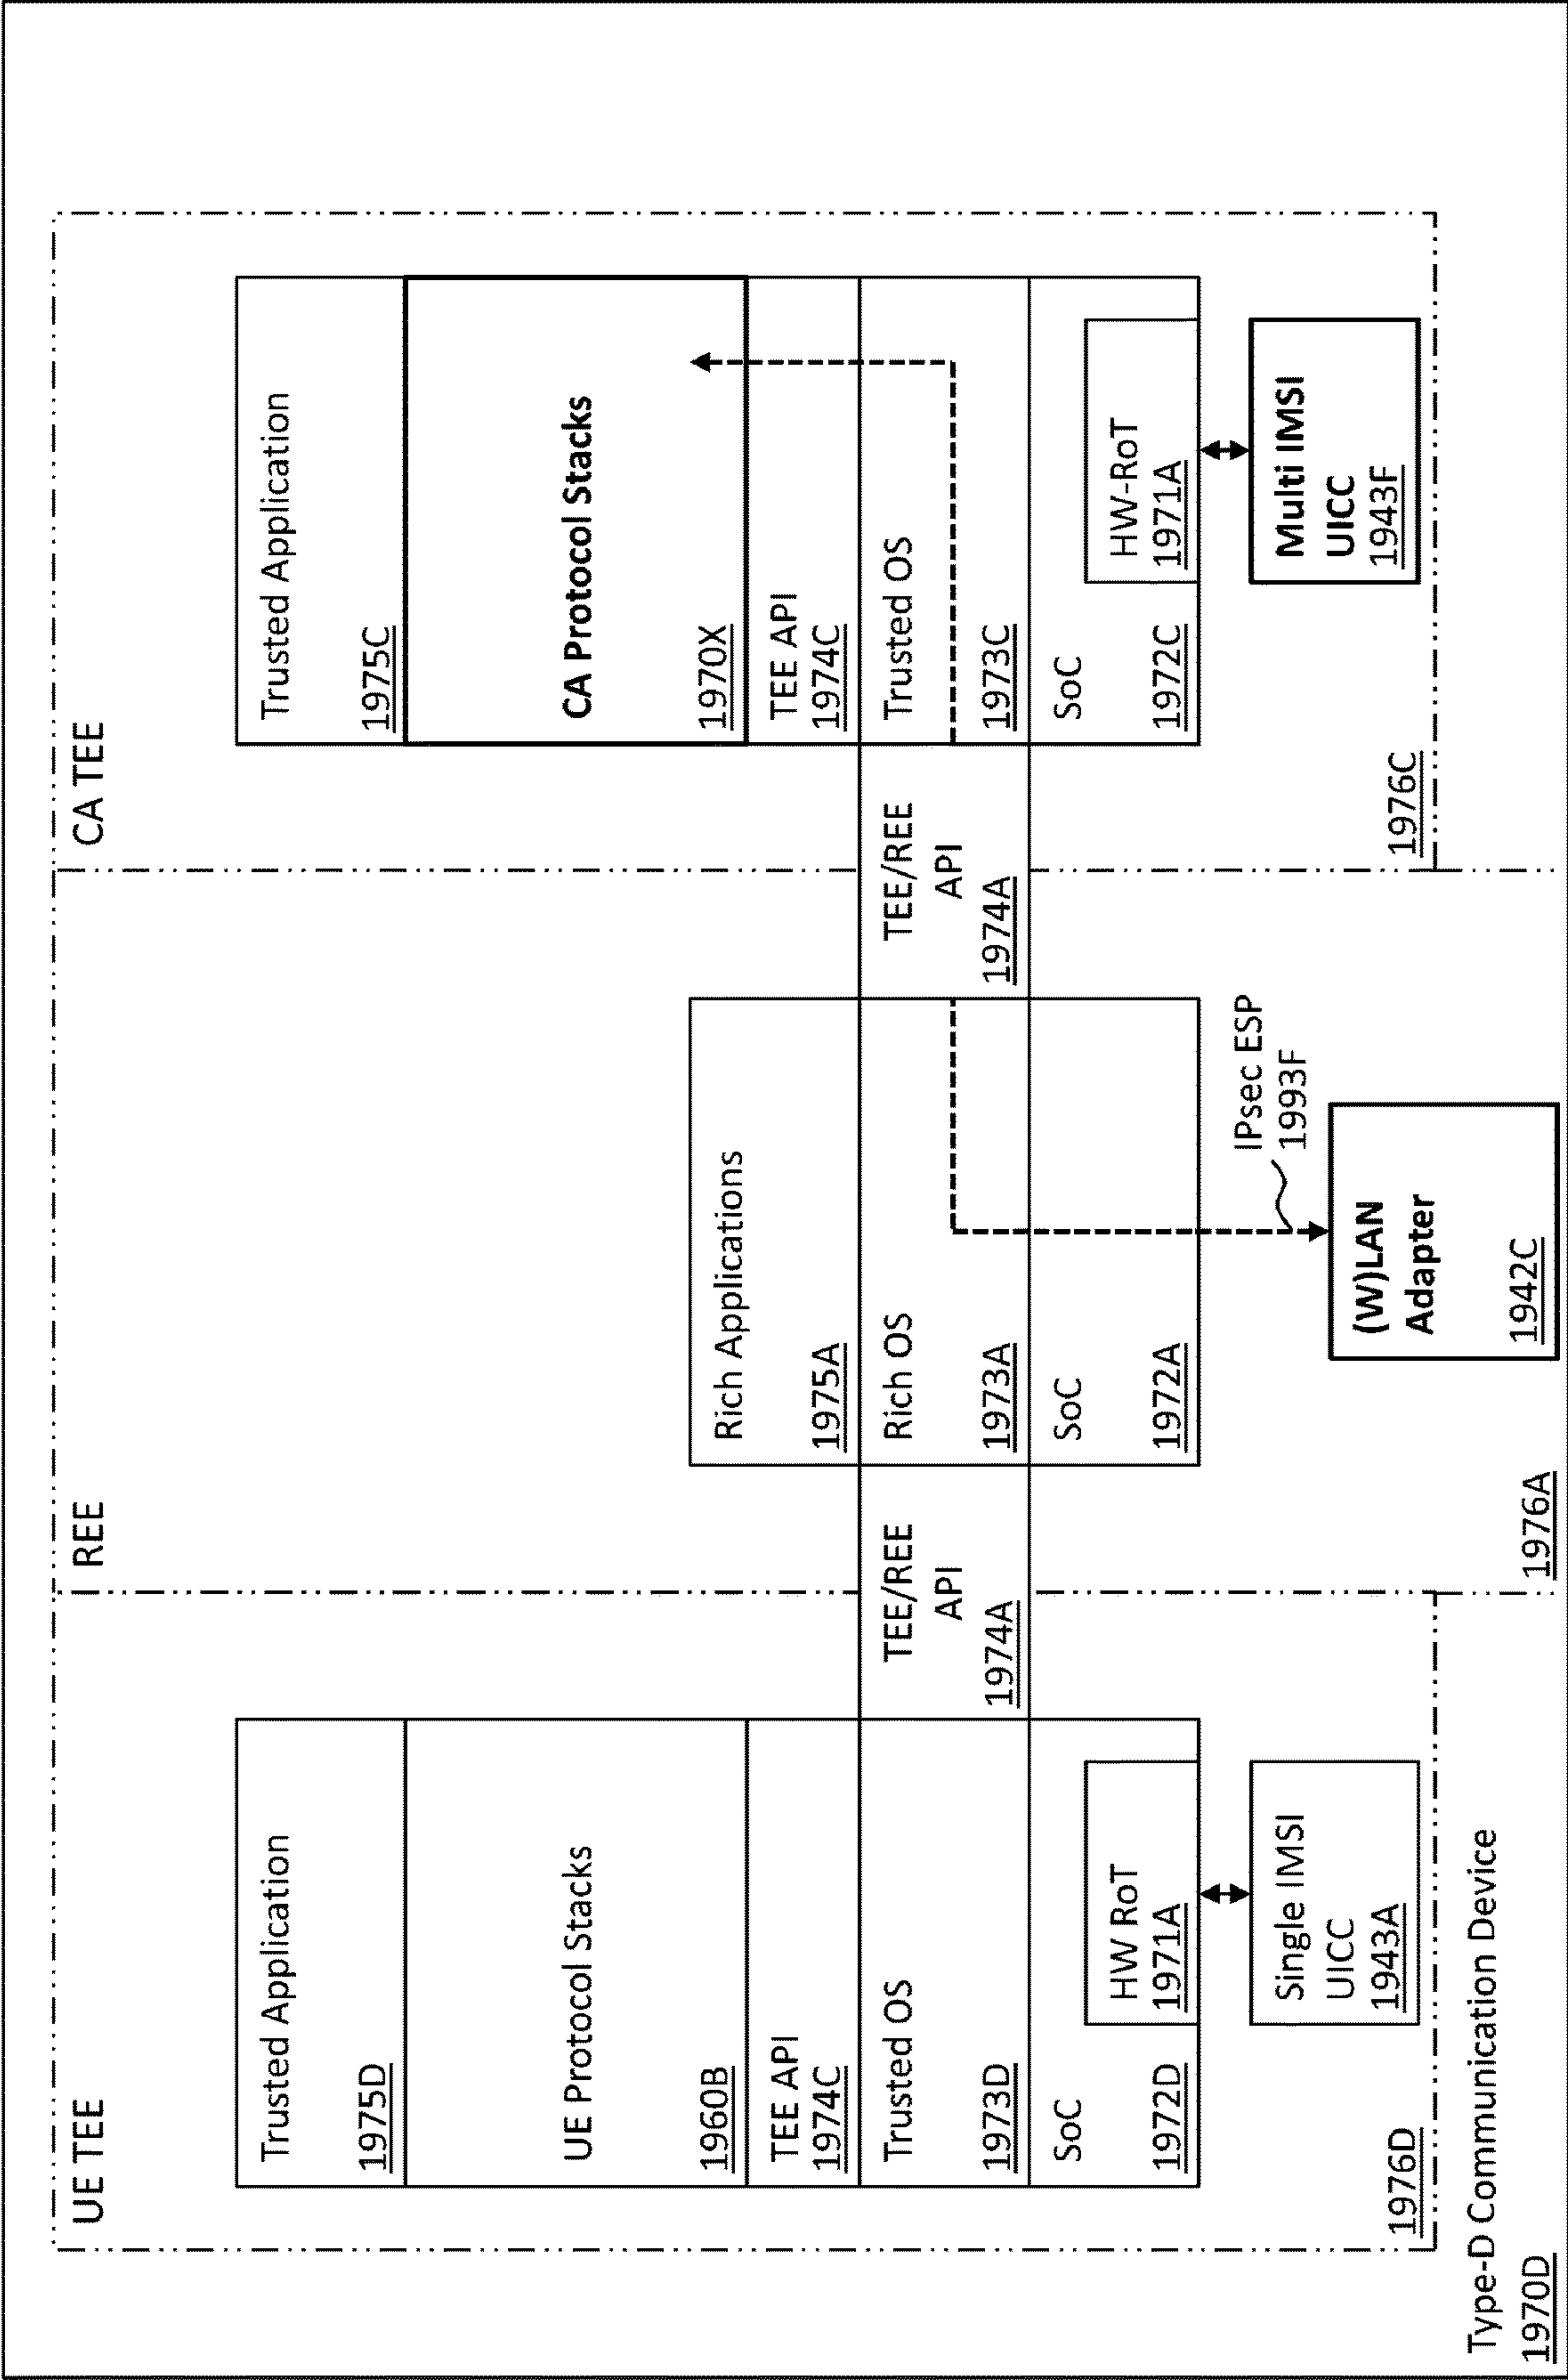 UE TEE
Trusted Application
1975D
UE Protocol Stacks
1960B
TEE API
1974C
Trusted OS
1973D
SoC
1972D
HW RoT
1971A
Single IMSI
UICC
1943A
1976D
TEE/REE
API
1974A
REE
Rich Applications
1975A
Rich OS
1973A
SoC
1972A
IPsec ESP
1993F
(W)LAN
Adapter
1942C
1976A
TEE/REE
API
1974A
CA TEE
Trusted Application
1975C
CA Protocol Stacks
1970X
TEE API
1974C
Trusted OS
1973C
SoC
1972C
HW-RoT
1971A
Multi IMSI
UICC
1943F
1976C
Type-D Communication Device
1970D